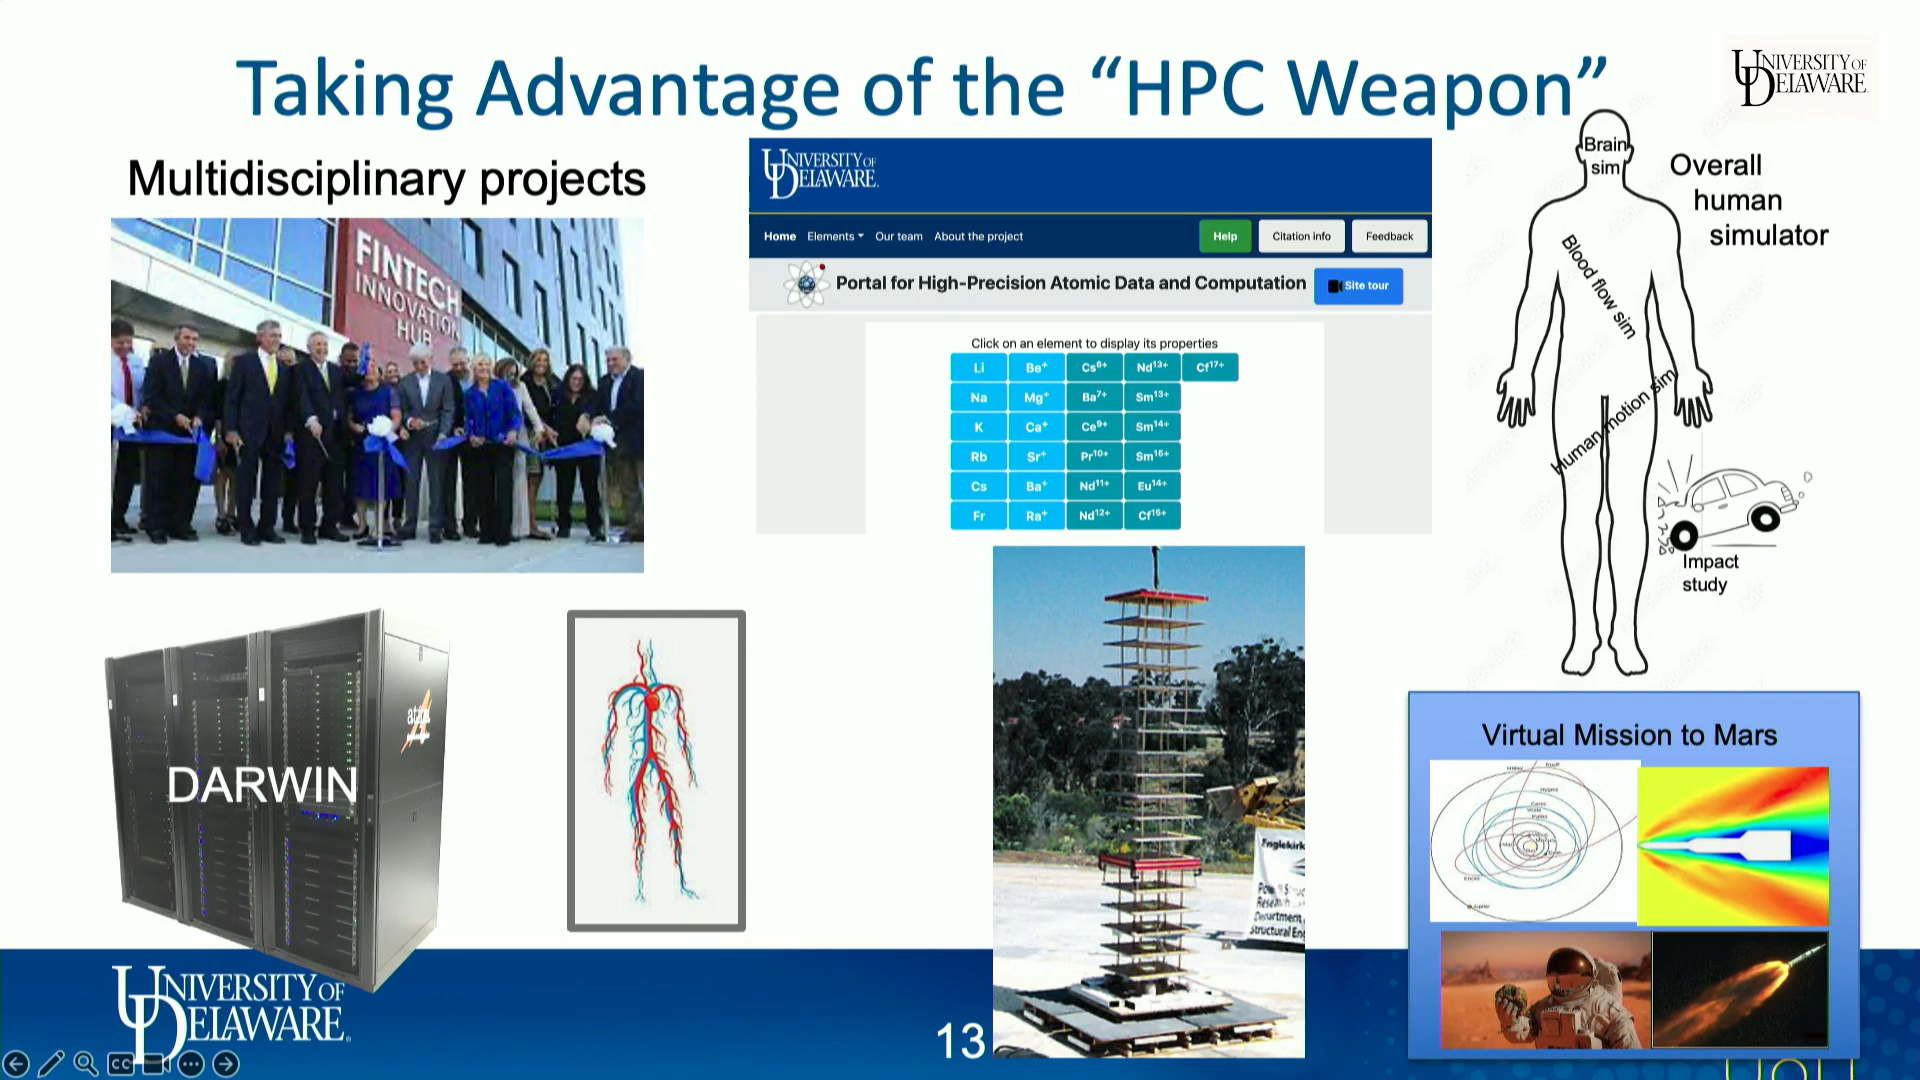 Taking Advantage of the “HPC Weapon”
UNIVERSITY OF
DELAWARE
Multidisciplinary projects
FINTECH
INNOVATION
HUB
UNIVERSITY OF
DELAWARE
Home Elements Our team About the project Help Citation info Feedback
Portal for High-Precision Atomic Data and Computation Site tour
Click on an element to display its properties
Li Be⁺ Cs⁶⁺ Nd¹³⁺ Cf¹⁷⁺
Na Mg⁺ Ba⁷⁺ Sm¹³⁺
K Ca⁺ Ce⁹⁺ Sm¹⁴⁺
Rb Sr⁺ Pr¹⁰⁺ Sm¹⁵⁺
Cs Ba⁺ Nd¹¹⁺ Eu¹⁴⁺
Fr Ra⁺ Nd¹²⁺ Cf¹⁵⁺
Brain
sim
Overall
human
simulator
Blood flow sim
Human motion sim
Impact
study
DARWIN
Englekirk
Department
Structural
Virtual Mission to Mars
UNIVERSITY OF
DELAWARE
13
CC